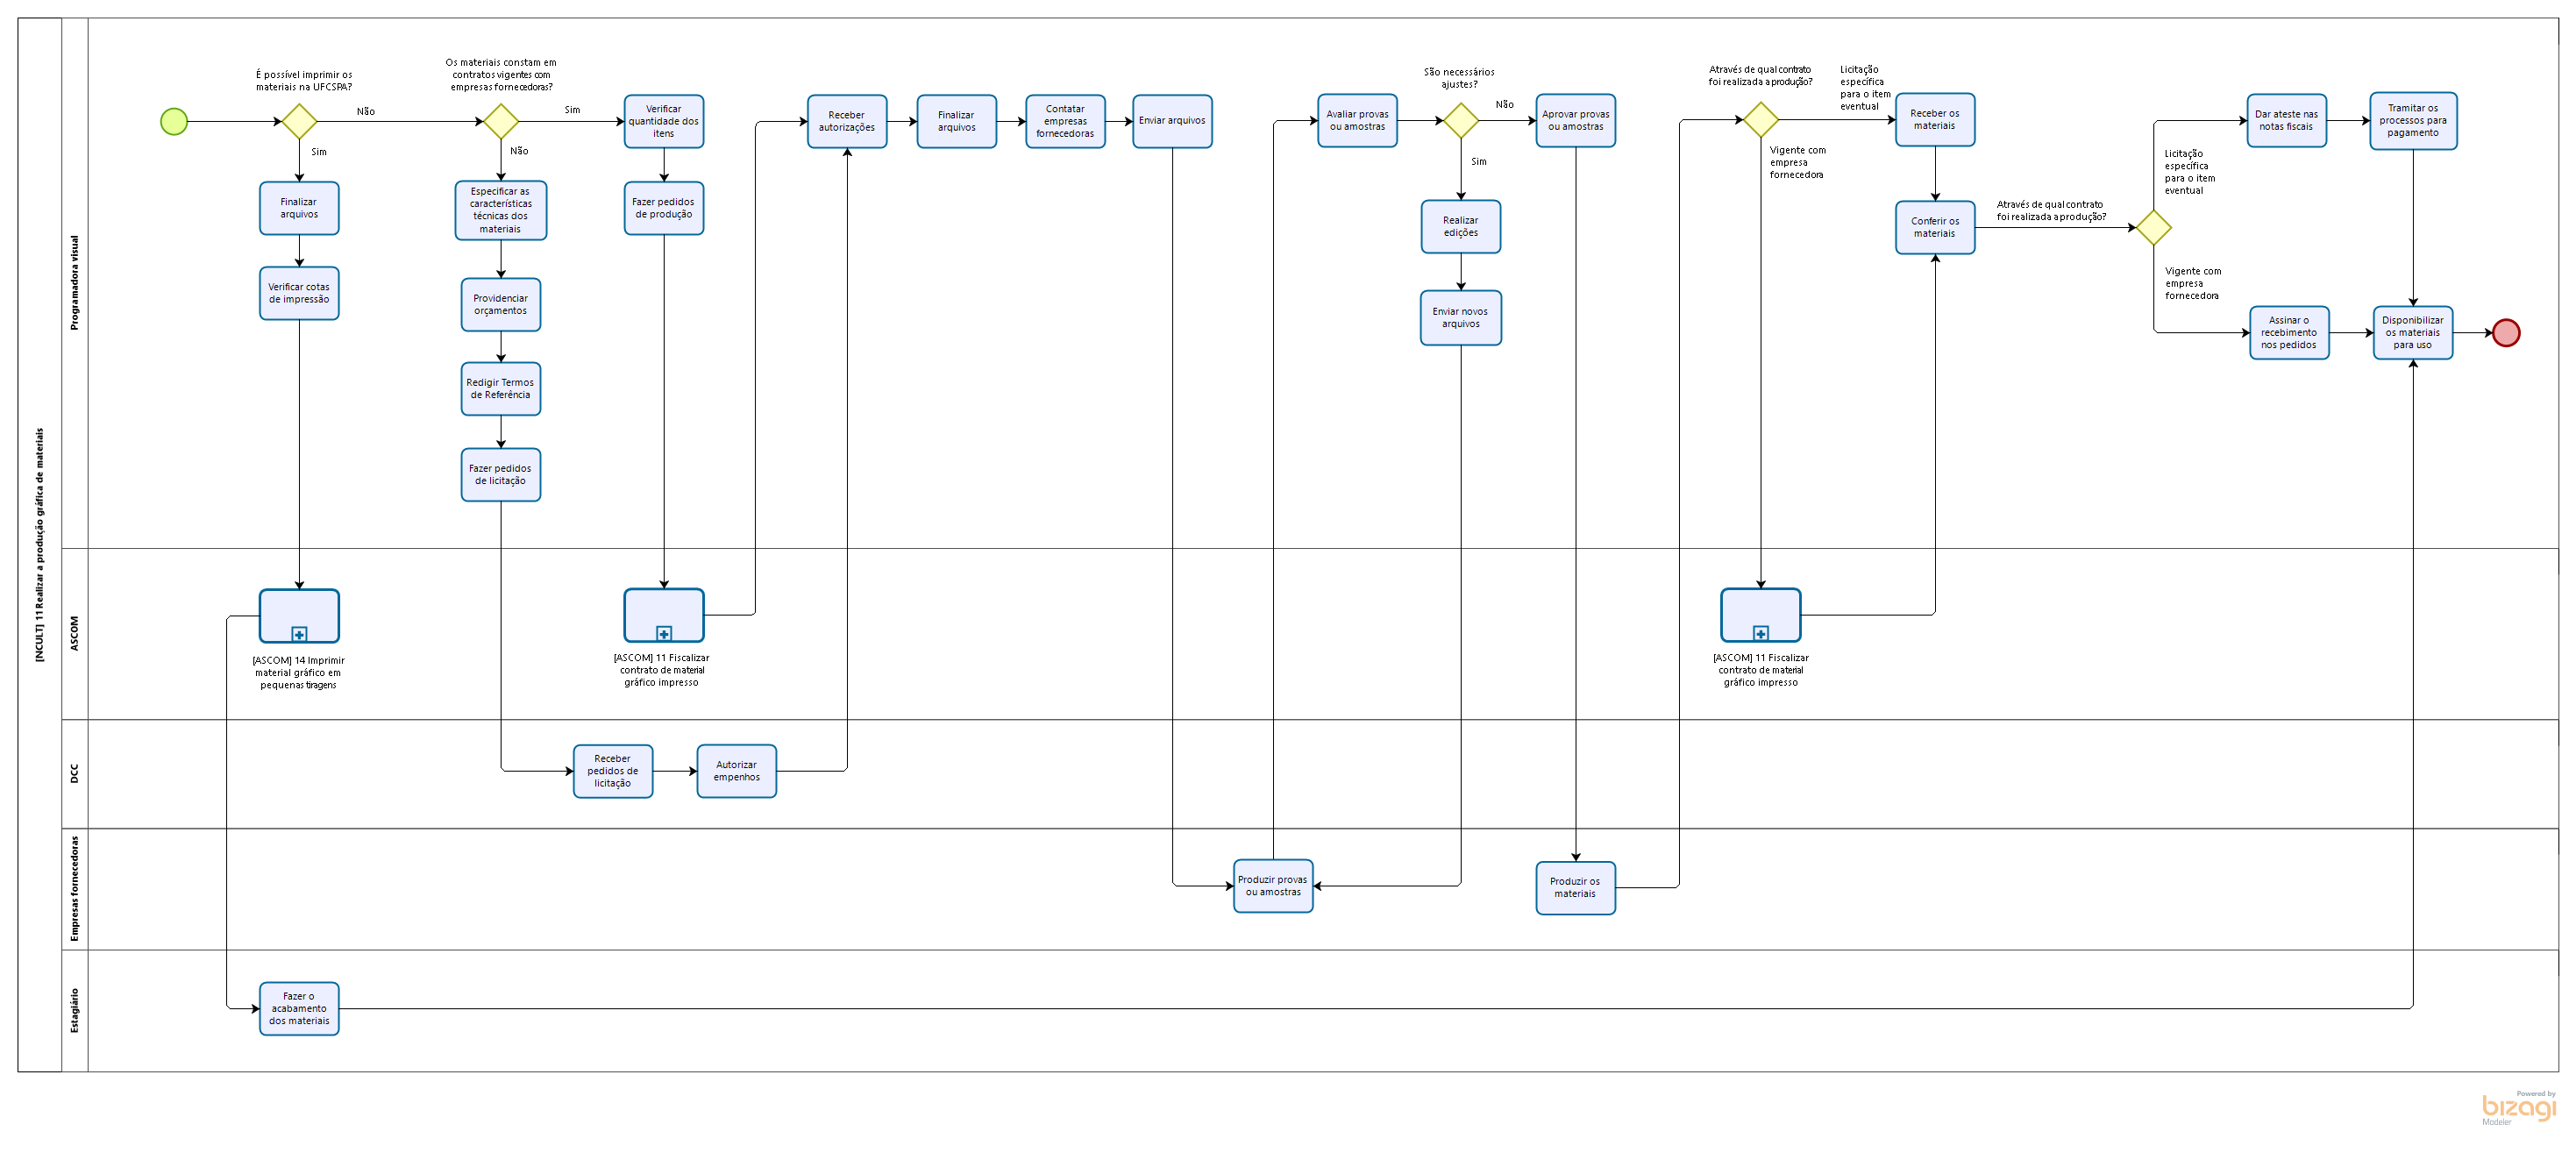 [NCULT] 11 Realizar a produção gráfica de materiais
Programadora visual
É possível imprimir os
materiais na UFCSPA?
Não
Sim
Finalizar
arquivos
Verificar cotas
de impressão
Os materiais constam em
contratos vigentes com
empresas fornecedoras?
Sim
Não
Especificar as
características
técnicas dos
materiais
Providenciar
orçamentos
Redigir Termos
de Referência
Fazer pedidos
de licitação
Verificar
quantidade dos
itens
Fazer pedidos
de produção
Receber
autorizações
Finalizar
arquivos
Contatar
empresas
fornecedoras
Enviar arquivos
Avaliar provas
ou amostras
São necessários
ajustes?
Não
Sim
Realizar
edições
Enviar novos
arquivos
Aprovar provas
ou amostras
Através de qual contrato
foi realizada a produção?
Licitação
específica
para o item
eventual
Vigente com
empresa
fornecedora
Receber os
materiais
Conferir os
materiais
Através de qual contrato
foi realizada a produção?
Licitação
específica
para o item
eventual
Vigente com
empresa
fornecedora
Dar ateste nas
notas fiscais
Tramitar os
processos para
pagamento
Assinar o
recebimento
nos pedidos
Disponibilizar
os materiais
para uso
ASCOM
[ASCOM] 14 Imprimir
material gráfico em
pequenas tiragens
[ASCOM] 11 Fiscalizar
contrato de material
gráfico impresso
[ASCOM] 11 Fiscalizar
contrato de material
gráfico impresso
DCC
Receber
pedidos de
licitação
Autorizar
empenhos
Empresas fornecedoras
Produzir provas
ou amostras
Produzir os
materiais
Estagiário
Fazer o
acabamento
dos materiais
Powered by
bizagi
Modeler